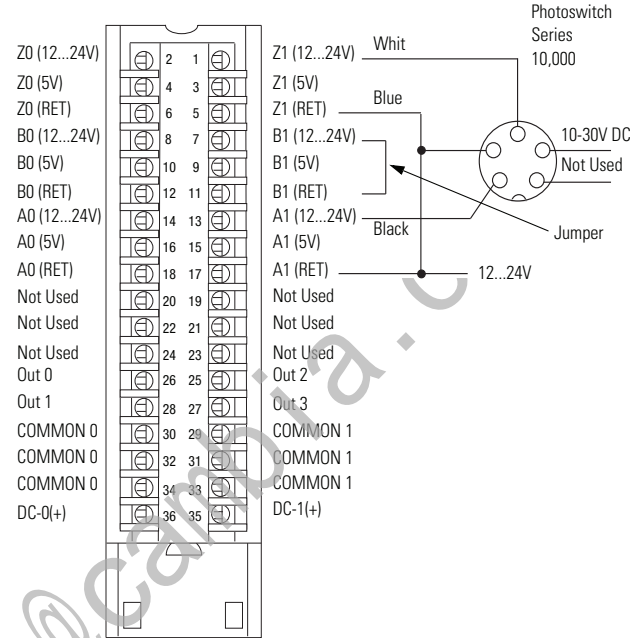 Photoswitch
Series
10,000
Z0 (12...24V) 2 1 Z1 (12...24V) Whit
Z0 (5V) 4 3 Z1 (5V)
Z0 (RET) 6 5 Z1 (RET) Blue
B0 (12...24V) 8 7 B1 (12...24V) 10-30V DC
B0 (5V) 10 9 B1 (5V) Not Used
B0 (RET) 12 11 B1 (RET)
A0 (12...24V) 14 13 A1 (12...24V) Black Jumper
A0 (5V) 16 15 A1 (5V)
A0 (RET) 18 17 A1 (RET) 12...24V
Not Used 20 19 Not Used
Not Used 22 21 Not Used
Not Used 24 23 Not Used
Out 0 26 25 Out 2
Out 1 28 27 Out 3
COMMON 0 30 29 COMMON 1
COMMON 0 32 31 COMMON 1
COMMON 0 34 33 COMMON 1
DC-0(+) 36 35 DC-1(+)
@cambia.c